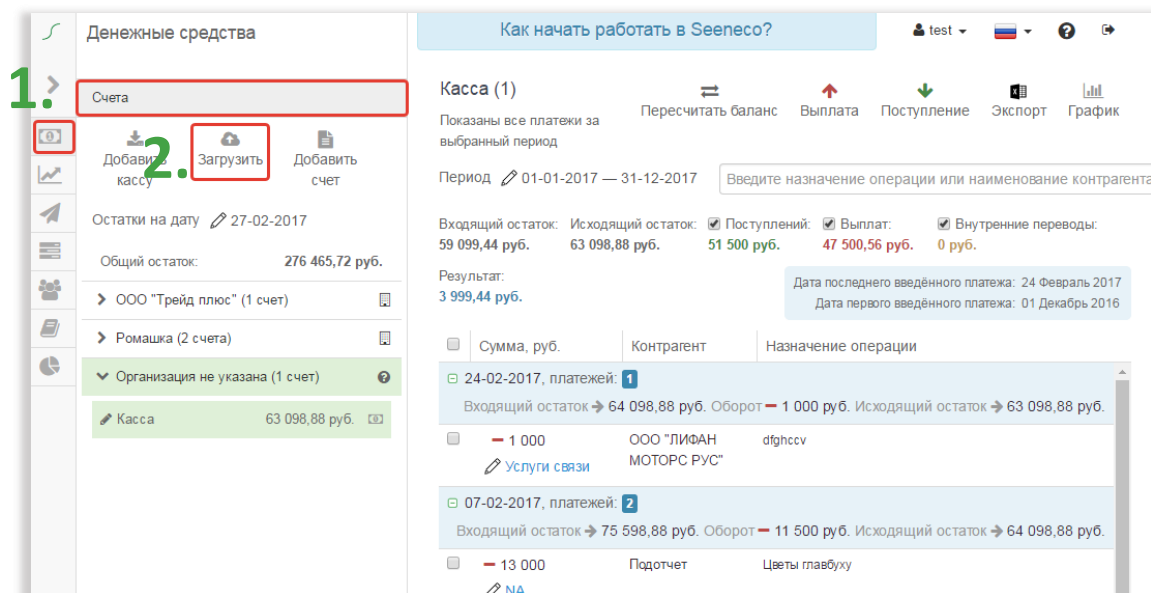 Денежные средства
Как начать работать в Seeneco?
test
1.
Счета
2.
Добавить кассу
Загрузить
Добавить счет
Остатки на дату 27-02-2017
Общий остаток: 276 465,72 руб.
ООО "Трейд плюс" (1 счет)
Ромашка (2 счета)
Организация не указана (1 счет)
Касса 63 098,88 руб.
Касса (1)
Показаны все платежи за
выбранный период
Пересчитать баланс Выплата Поступление Экспорт График
Период 01-01-2017 — 31-12-2017 Введите назначение операции или наименование контрагента
Входящий остаток: Исходящий остаток: Поступлений: Выплат: Внутренние переводы:
59 099,44 руб. 63 098,88 руб. 51 500 руб. 47 500,56 руб. 0 руб.
Результат:
3 999,44 руб.
Дата последнего введённого платежа: 24 Февраль 2017
Дата первого введённого платежа: 01 Декабрь 2016
Сумма, руб. Контрагент Назначение операции
24-02-2017, платежей: 1
Входящий остаток 64 098,88 руб. Оборот – 1 000 руб. Исходящий остаток 63 098,88 руб.
– 1 000 ООО "ЛИФАН dfghccv
Услуги связи МОТОРС РУС"
07-02-2017, платежей: 2
Входящий остаток 75 598,88 руб. Оборот – 11 500 руб. Исходящий остаток 64 098,88 руб.
– 13 000 Подотчет Цветы главбуху
NA